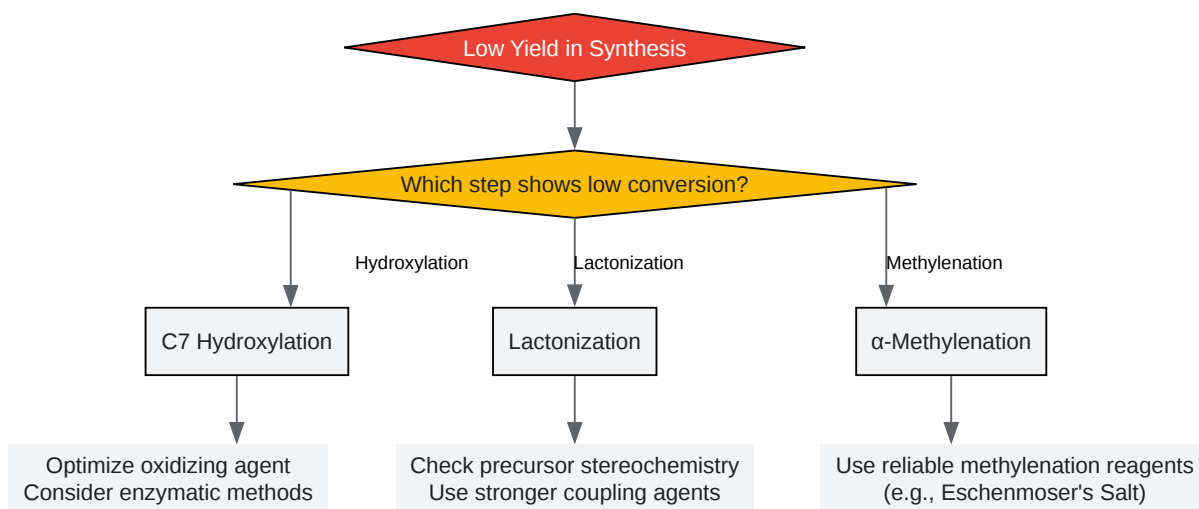 Low Yield in Synthesis
Which step shows low conversion?
Hydroxylation
Lactonization
Methylenation
C7 Hydroxylation
Lactonization
α-Methylenation
Optimize oxidizing agent
Consider enzymatic methods
Check precursor stereochemistry
Use stronger coupling agents
Use reliable methylenation reagents
(e.g., Eschenmoser's Salt)